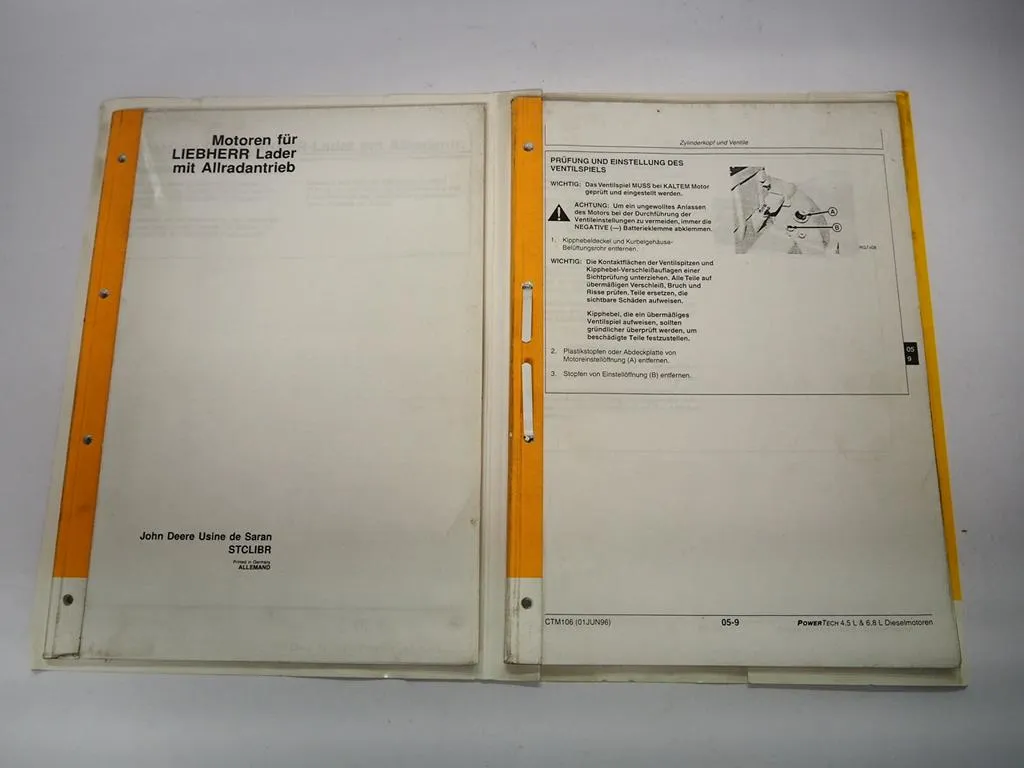 Motoren für
LIEBHERR Lader
mit Allradantrieb
John Deere Usine de Saran
STCLIBR
Printed in Germany
ALLEMAND
Zylinderkopf und Ventile
PRÜFUNG UND EINSTELLUNG DES
VENTILSPIELS
WICHTIG: Das Ventilspiel MUSS bei KALTEM Motor
geprüft und eingestellt werden.
ACHTUNG: Um ein ungewolltes Anlassen
des Motors bei der Durchführung der
Ventileinstellungen zu vermeiden, immer die
NEGATIVE (—) Batterieklemme abklemmen.
1. Kipphebeldeckel und Kurbelgehäuse-
Belüftungsrohr entfernen.
WICHTIG: Die Kontaktflächen der Ventilspitzen und
Kipphebel-Verschleißauflagen einer
Sichtprüfung unterziehen. Alle Teile auf
übermäßigen Verschleiß, Bruch und
Risse prüfen. Teile ersetzen, die
sichtbare Schäden aufweisen.
Kipphebel, die ein übermäßiges
Ventilspiel aufweisen, sollten
gründlicher überprüft werden, um
beschädigte Teile festzustellen.
2. Plastikstopfen oder Abdeckplatte von
Motoreinstellöffnung (A) entfernen.
3. Stopfen von Einstellöffnung (B) entfernen.
A
B
05
9
CTM106 (01JUN96)
05-9
POWERTECH 4,5 L & 6,8 L Dieselmotoren